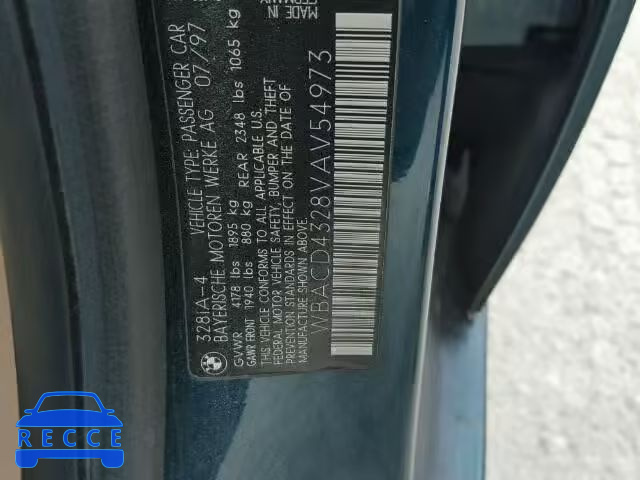 MADE IN GERMANY
328iA-4 VEHICLE TYPE PASSENGER CAR
BAYERISCHE MOTOREN WERKE AG 07/97
GVWR 4178 lbs 1895 kg
GAWR FRONT 1940 lbs 880 kg REAR 2348 lbs 1065 kg
THIS VEHICLE CONFORMS TO ALL APPLICABLE U.S.
FEDERAL MOTOR VEHICLE SAFETY, BUMPER AND THEFT
PREVENTION STANDARDS IN EFFECT ON THE DATE OF
MANUFACTURE SHOWN ABOVE.
WBACD4328VAV54973
RECCE